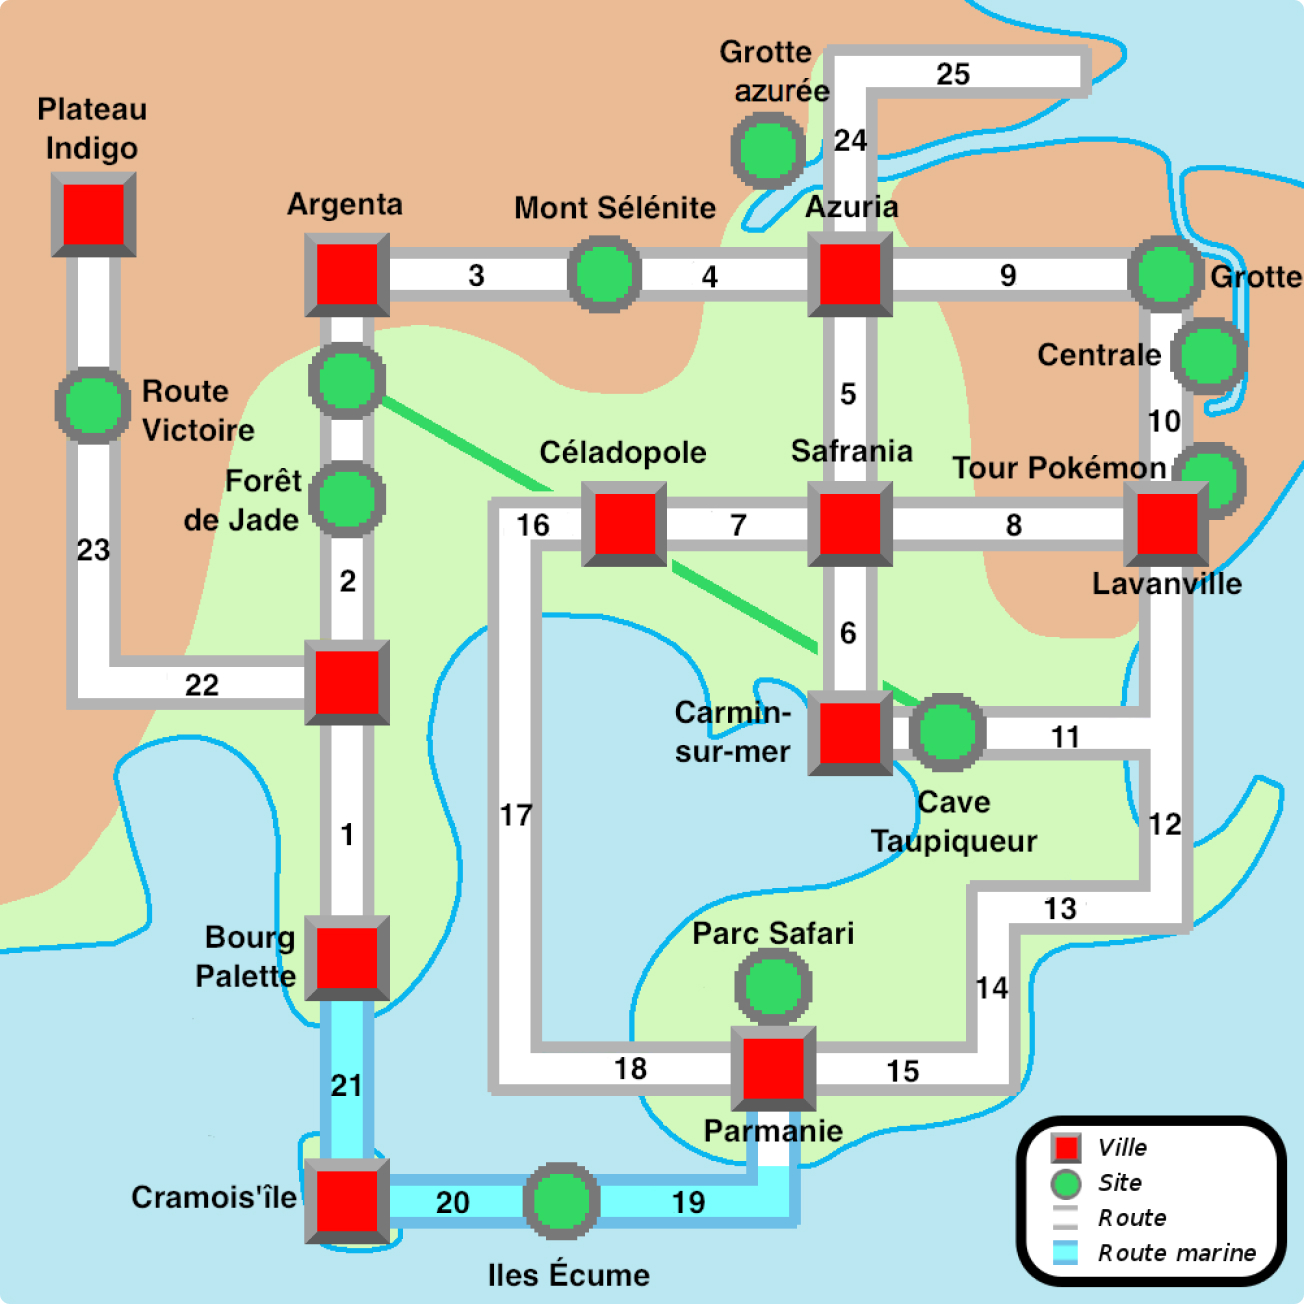 Grotte
azurée
25
Plateau
Indigo
24
Argenta
Mont Sélénite
Azuria
3
4
9
Grotte
Centrale
Route
Victoire
5
10
Céladopole
Safrania
Tour Pokémon
Forêt
de Jade
16
7
8
23
2
Lavanville
6
22
Carmin-
sur-mer
11
Cave
Taupiqueur
17
12
1
13
Bourg
Palette
Parc Safari
14
21
18
15
Parmanie
Cramois'île
20
19
Iles Écume
Ville
Site
Route
Route marine